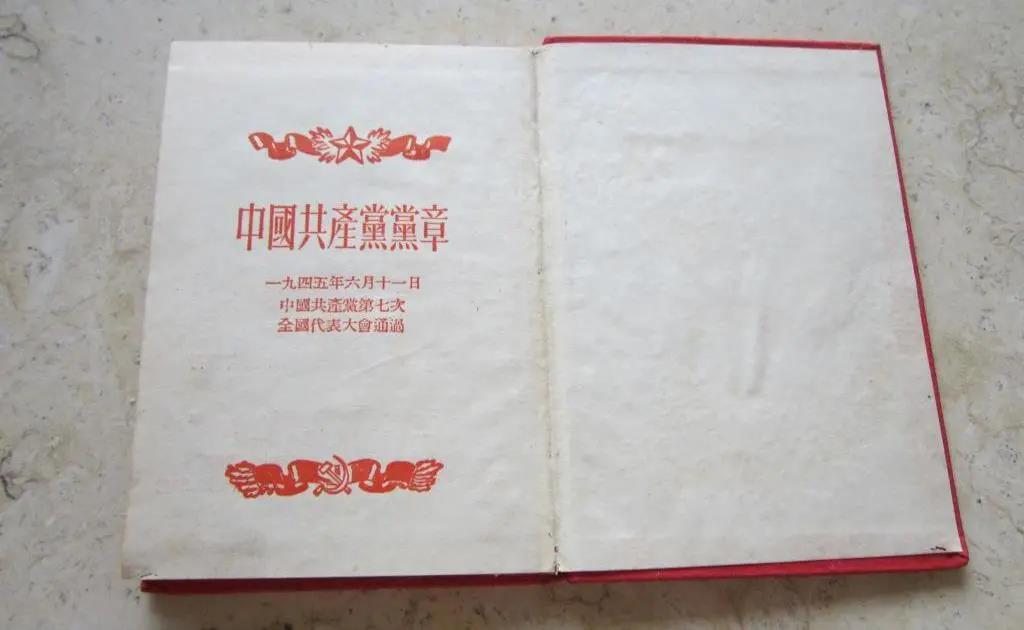 中國共產黨黨章
一九四五年六月十一日
中國共產黨第七次
全國代表大會通過